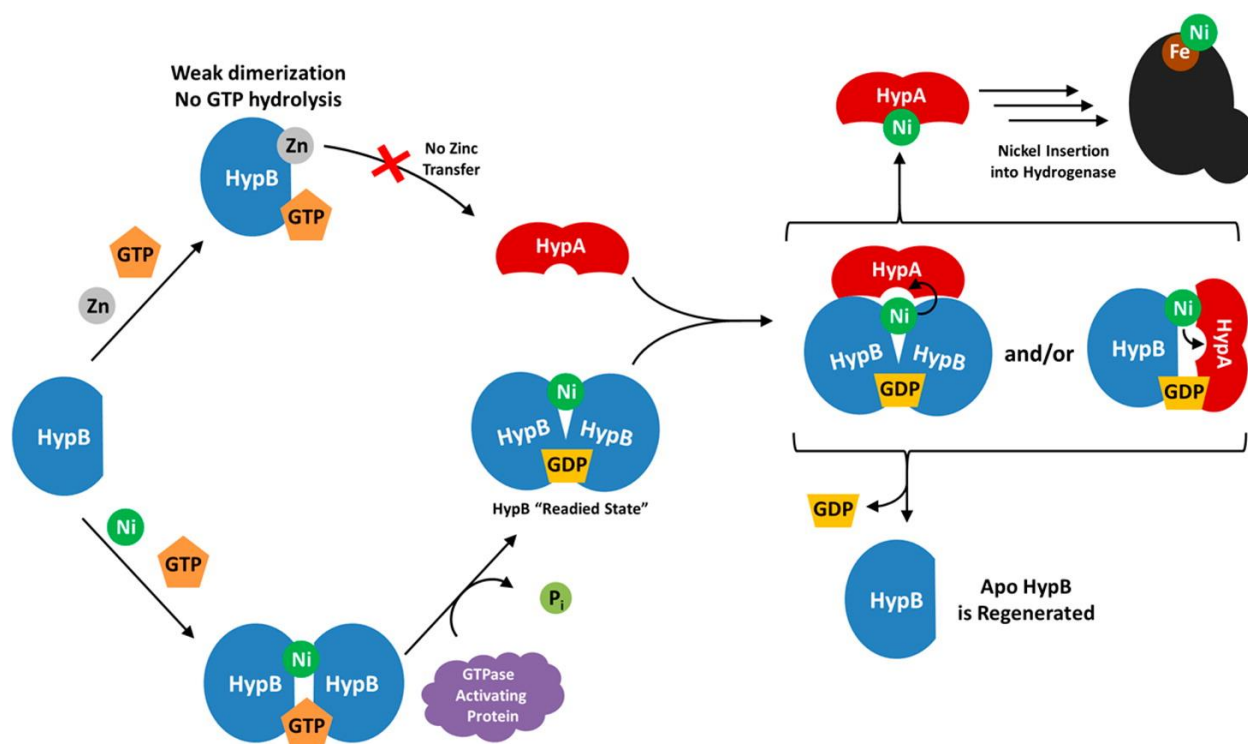 Weak dimerization
No GTP hydrolysis
Zn
HypB
GTP
No Zinc
Transfer
GTP
Zn
HypB
Ni
GTP
Ni
HypB
HypB
GTP
GTPase
Activating
Protein
Pi
HypA
Ni
HypB
HypB
GDP
HypB “Readied State”
HypA
Ni
Nickel Insertion
into Hydrogenase
Ni
Fe
HypA
Ni
HypB
HypB
GDP
and/or
Ni
HypB
HypA
GDP
GDP
HypB
Apo HypB
is Regenerated